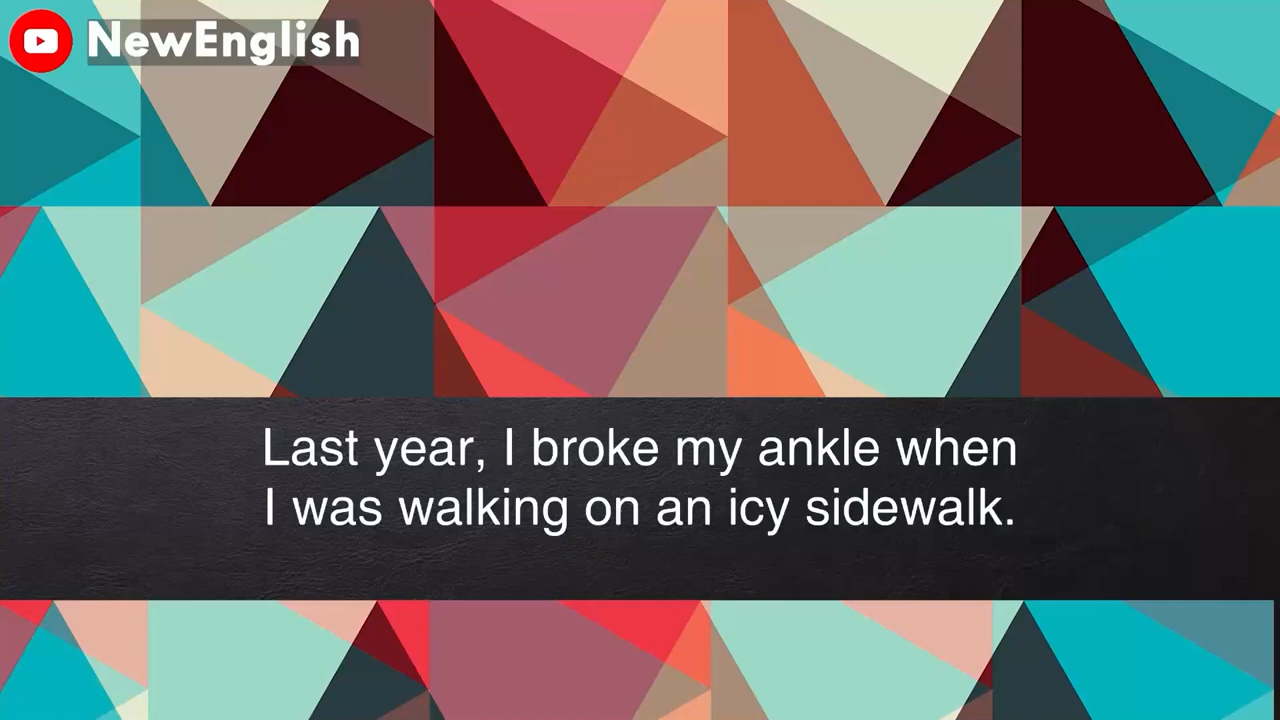 NewEnglish
Last year, I broke my ankle when
I was walking on an icy sidewalk.